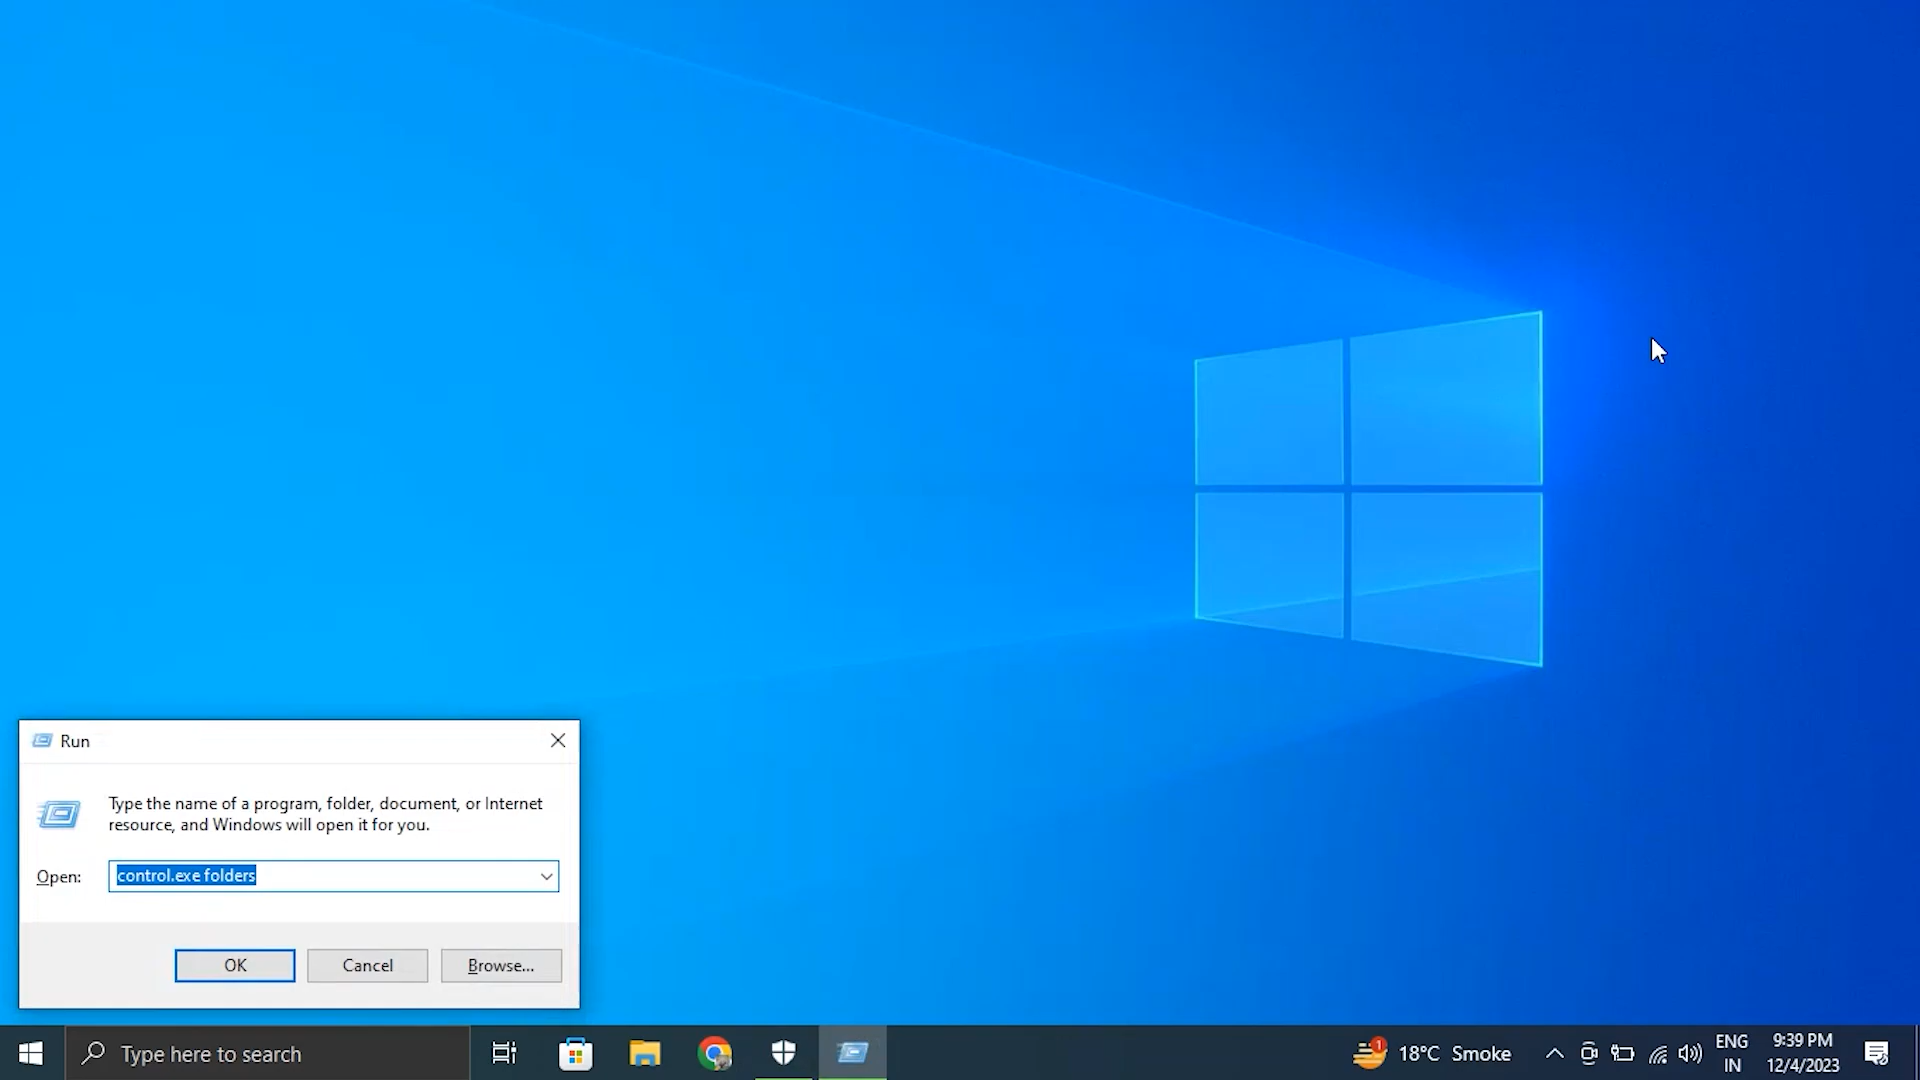 Run
Type the name of a program, folder, document, or Internet
resource, and Windows will open it for you.
Open:
control.exe folders
OK
Cancel
Browse...
Type here to search
1
18°C Smoke
ENG
IN
9:39 PM
12/4/2023